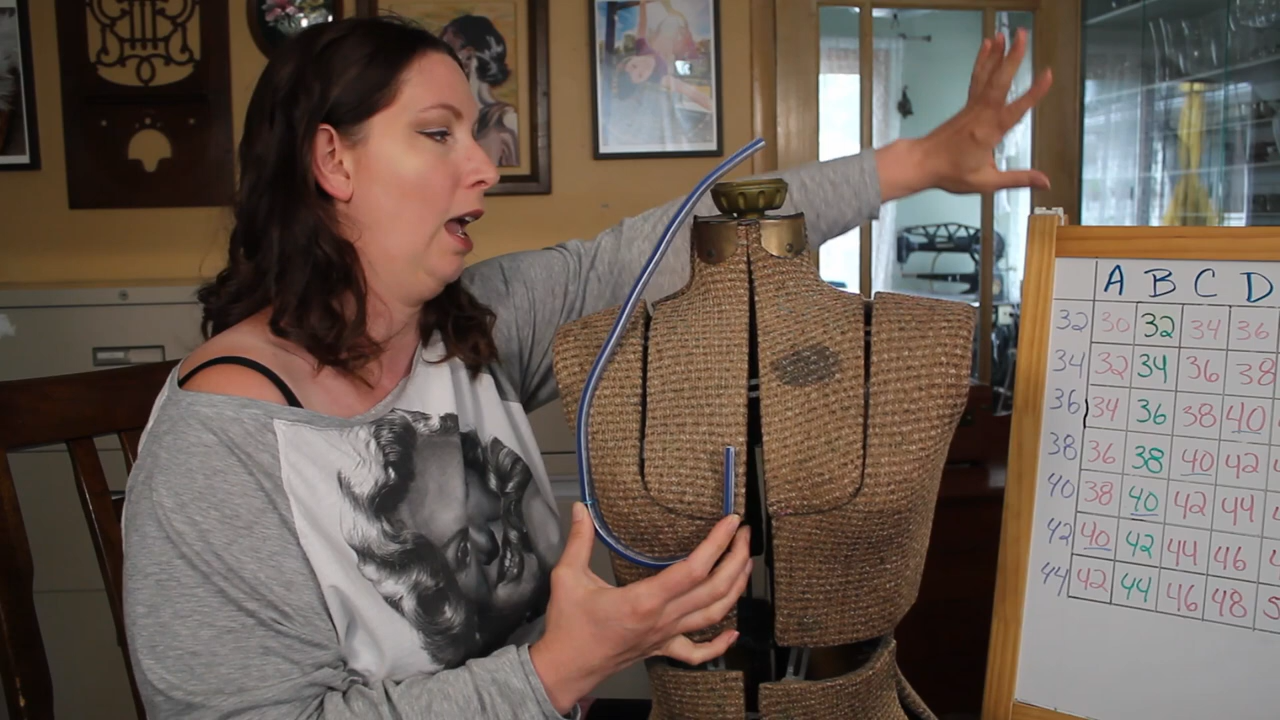 A B C D
32 30 32 34 36
34 32 34 36 38
36 34 36 38 40
38 36 38 40 42
40 38 40 42 44
42 40 42 44 46
44 42 44 46 48